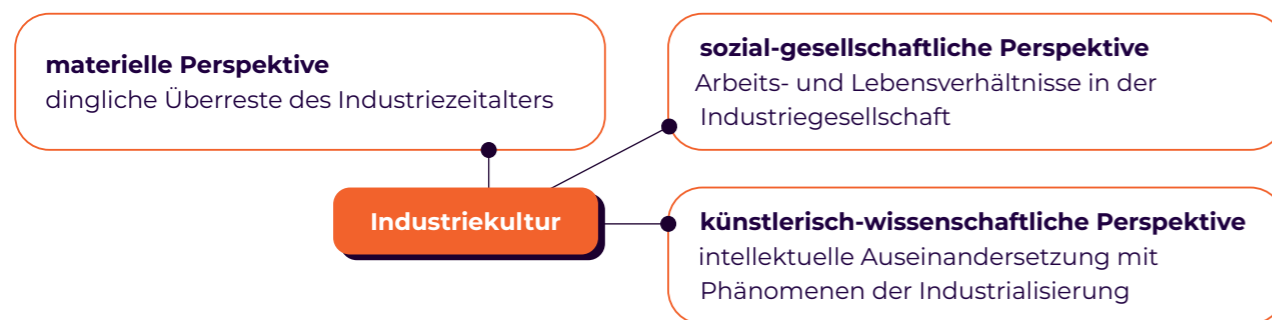 materielle Perspektive
dingliche Überreste des Industriezeitalters
sozial-gesellschaftliche Perspektive
Arbeits- und Lebensverhältnisse in der
Industriegesellschaft
Industriekultur
künstlerisch-wissenschaftliche Perspektive
intellektuelle Auseinandersetzung mit
Phänomenen der Industrialisierung